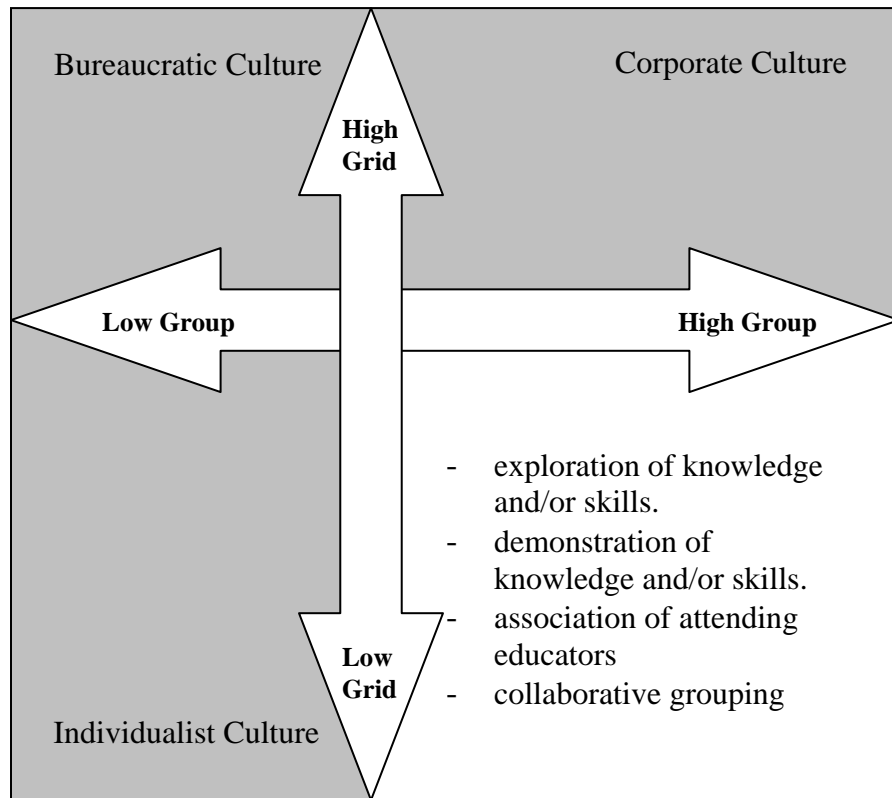 Bureaucratic Culture
Corporate Culture
High
Grid
Low Group
High Group
- exploration of knowledge
and/or skills.
- demonstration of
knowledge and/or skills.
- association of attending
educators
- collaborative grouping
Low
Grid
Individualist Culture